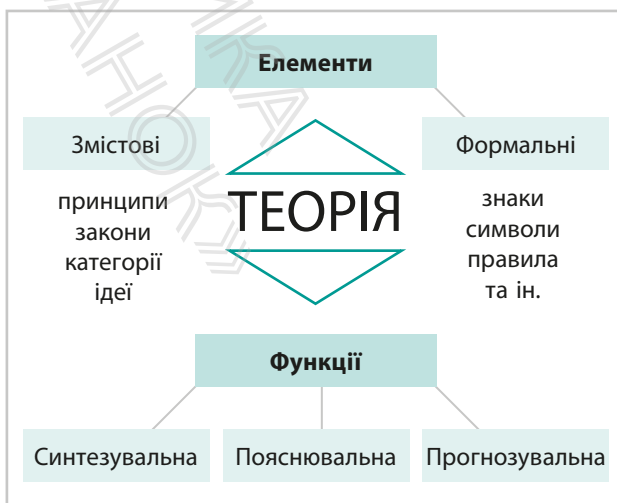 Елементи
Змістові
Формальні
принципи
закони
категорії
ідеї
ТЕОРІЯ
знаки
символи
правила
та ін.
Функції
Синтезувальна
Пояснювальна
Прогнозувальна